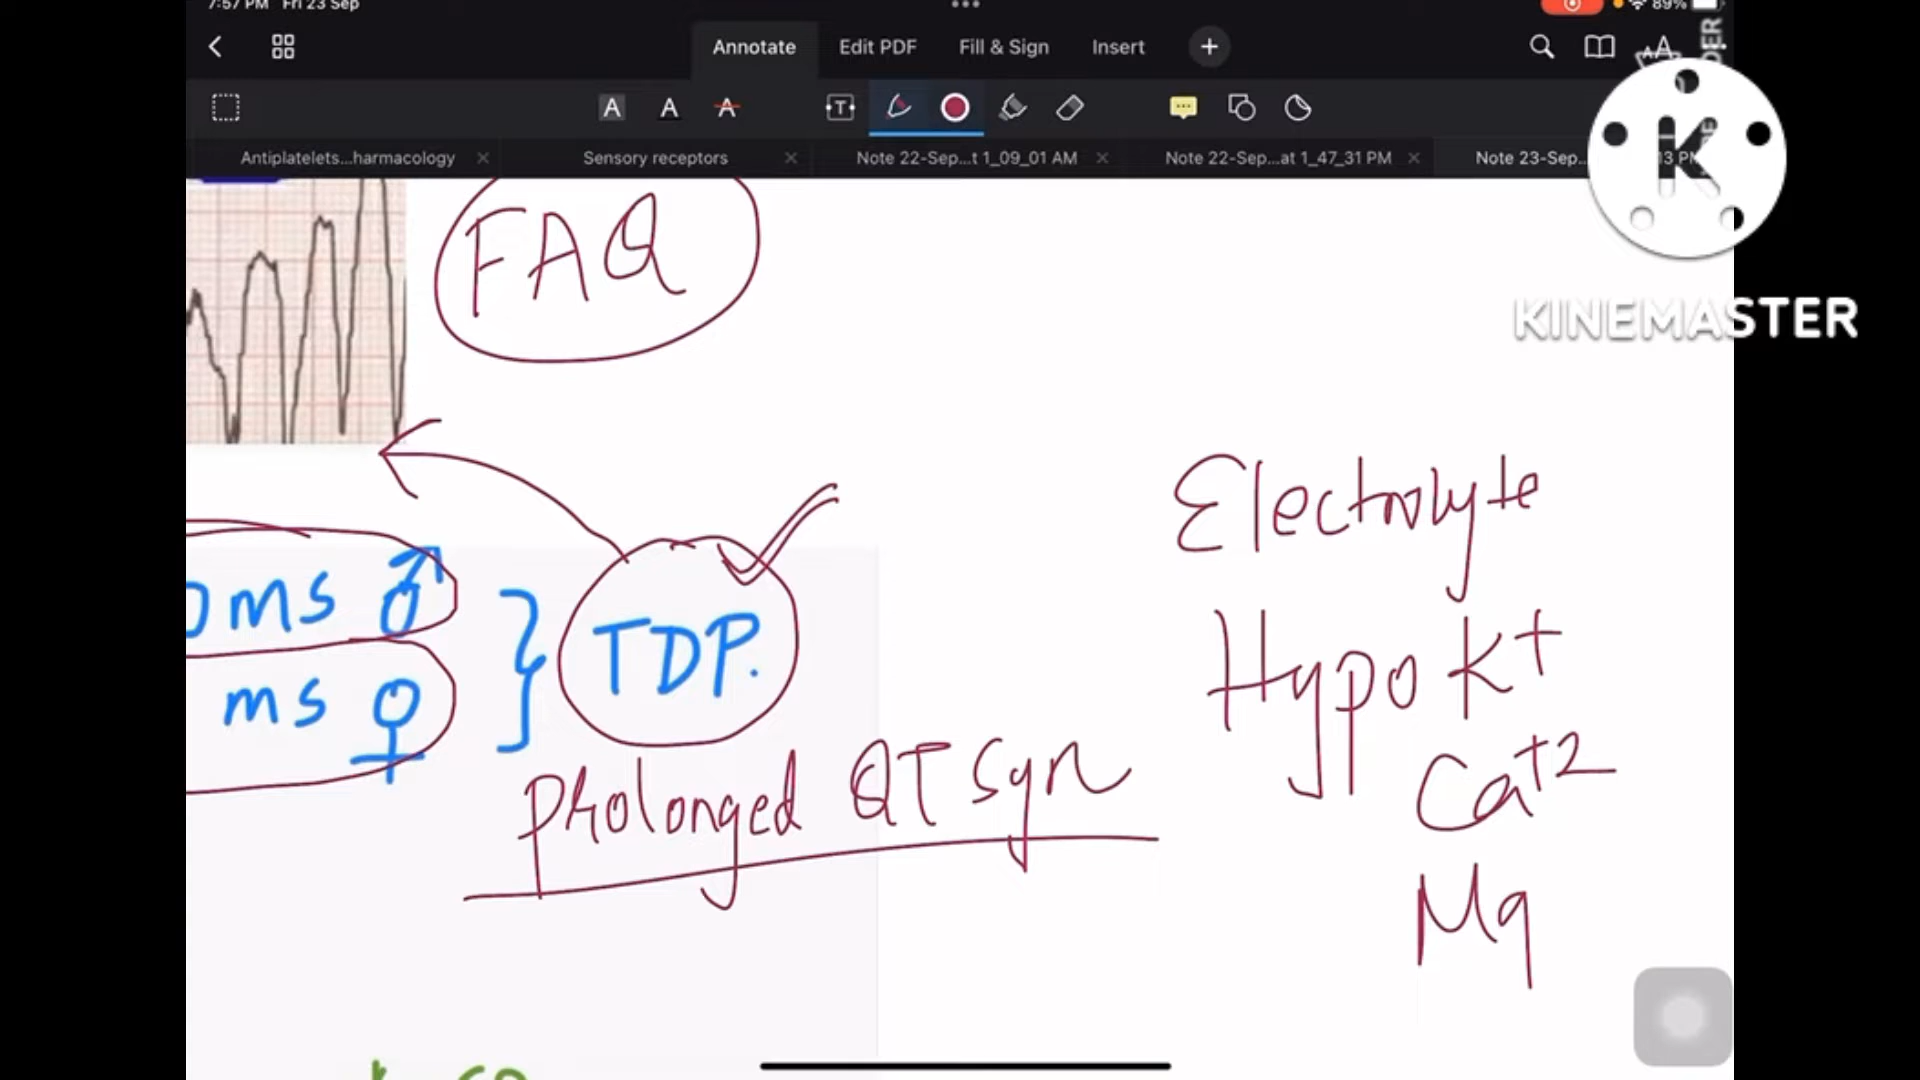 7:57 PM Fri 23 Sep
89%
Annotate Edit PDF Fill & Sign Insert
Antiplatelets...harmacology
Sensory receptors
Note 22-Sep...t 1_09_01 AM
Note 22-Sep...at 1_47_31 PM
Note 23-Sep...
KINEMASTER
FAQ
Electrolyte
ms ♂
TDP.
Hypo K+
ms ♀
Ca+2
Prolonged QT Syn
Mg